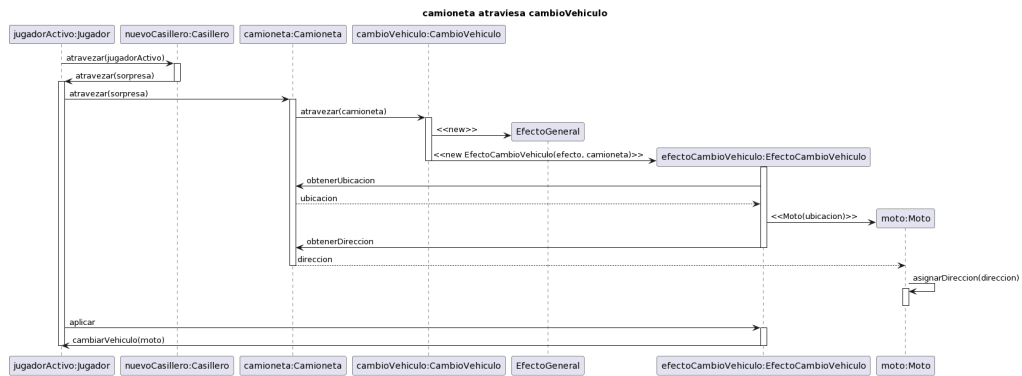 camioneta atraviesa cambioVehiculo
jugadorActivo:Jugador
nuevoCasillero:Casillero
camioneta:Camioneta
cambioVehiculo:CambioVehiculo
atravezar(jugadorActivo)
atravezar(sorpresa)
atravezar(sorpresa)
atravezar(camioneta)
<<new>>
EfectoGeneral
<<new EfectoCambioVehiculo(efecto, camioneta)>>
efectoCambioVehiculo:EfectoCambioVehiculo
obtenerUbicacion
ubicacion
<<Moto(ubicacion)>>
moto:Moto
obtenerDireccion
direccion
asignarDireccion(direccion)
aplicar
cambiarVehiculo(moto)
jugadorActivo:Jugador
nuevoCasillero:Casillero
camioneta:Camioneta
cambioVehiculo:CambioVehiculo
EfectoGeneral
efectoCambioVehiculo:EfectoCambioVehiculo
moto:Moto